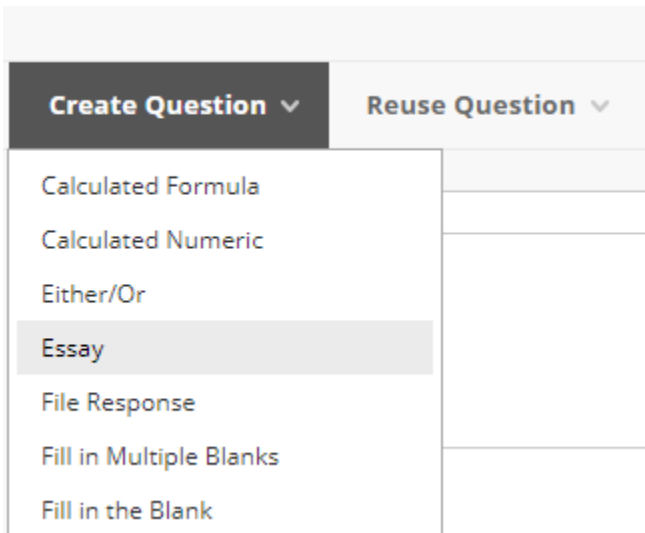 Create Question Reuse Question
Calculated Formula
Calculated Numeric
Either/Or
Essay
File Response
Fill in Multiple Blanks
Fill in the Blank